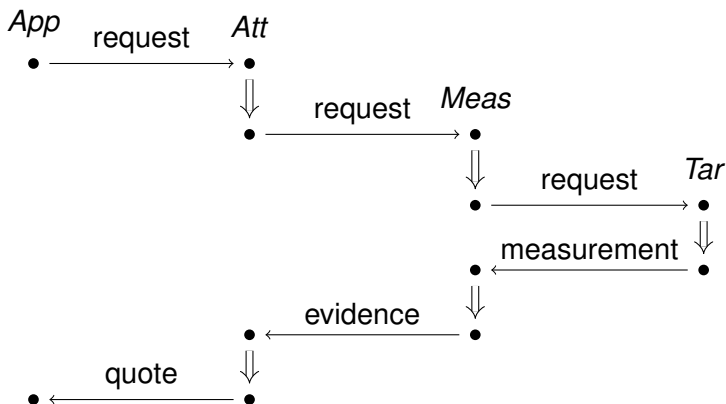 App
request
Att
request
Meas
request
Tar
measurement
evidence
quote